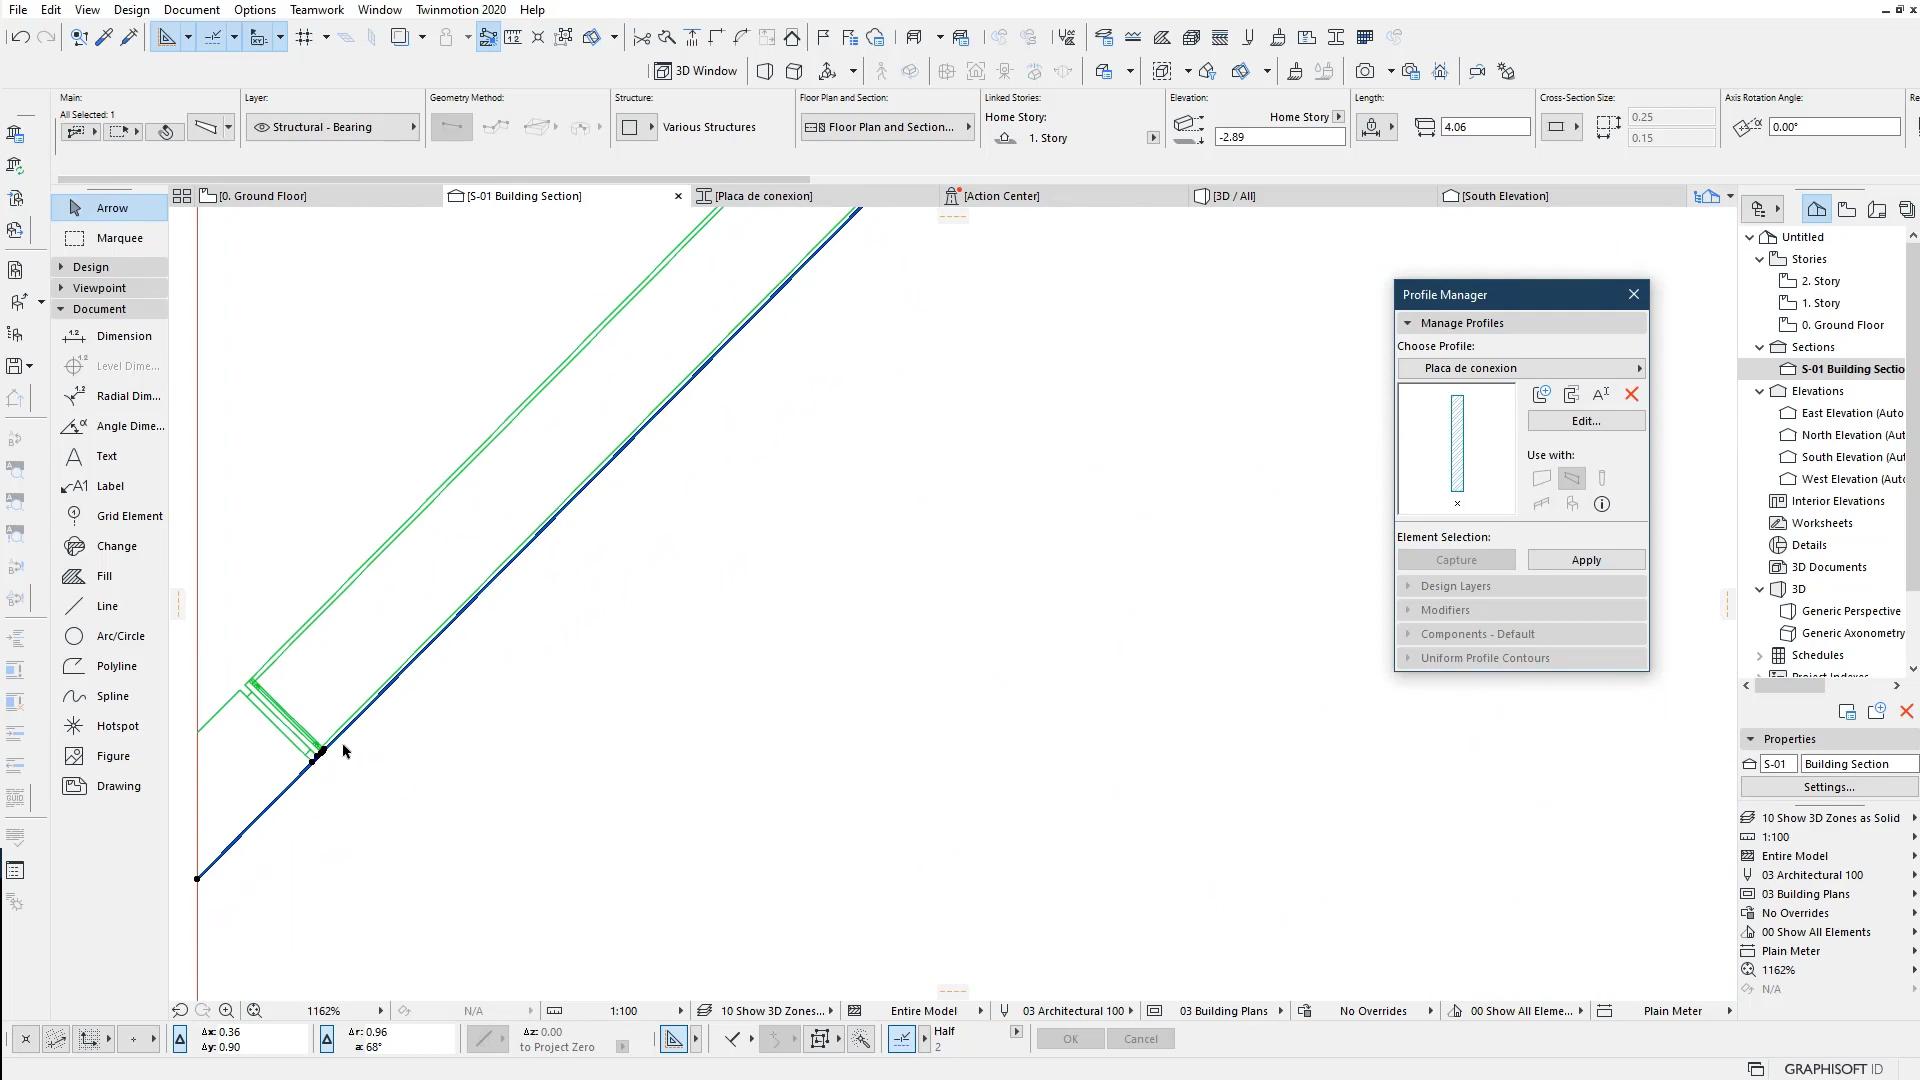 File Edit View Design Document Options Teamwork Window Twinmotion 2020 Help
3D Window
Main:
All Selected: 1
Layer:
Structural - Bearing
Geometry Method:
Structure:
Various Structures
Floor Plan and Section:
Floor Plan and Section...
Linked Stories:
Home Story:
1. Story
Elevation:
Home Story
-2.89
Length:
4.06
Cross-Section Size:
0.25
0.15
Axis Rotation Angle:
0.00°
Re
[0. Ground Floor]
[S-01 Building Section]
[Placa de conexion]
[Action Center]
[3D / All]
[South Elevation]
Arrow
Marquee
Design
Viewpoint
Document
Dimension
Level Dime...
Radial Dim...
Angle Dime...
Text
Label
Grid Element
Change
Fill
Line
Arc/Circle
Polyline
Spline
Hotspot
Figure
Drawing
Profile Manager
Manage Profiles
Choose Profile:
Placa de conexion
Edit...
Use with:
Element Selection:
Capture
Apply
Design Layers
Modifiers
Components - Default
Uniform Profile Contours
Untitled
Stories
2. Story
1. Story
0. Ground Floor
Sections
S-01 Building Sectio
Elevations
East Elevation (Auto
North Elevation (Aut
South Elevation (Aut
West Elevation (Auto
Interior Elevations
Worksheets
Details
3D Documents
3D
Generic Perspective
Generic Axonometry
Schedules
Project Indexes
Properties
S-01
Building Section
Settings...
10 Show 3D Zones as Solid
1:100
Entire Model
03 Architectural 100
03 Building Plans
No Overrides
00 Show All Elements
Plain Meter
1162%
N/A
1162%
N/A
1:100
10 Show 3D Zones...
Entire Model
03 Architectural 100
03 Building Plans
No Overrides
00 Show All Eleme...
Plain Meter
Δx: 0.36
Δy: 0.90
Δr: 0.96
a: 68°
Δz: 0.00
to Project Zero
Half
2
OK
Cancel
GRAPHISOFT ID